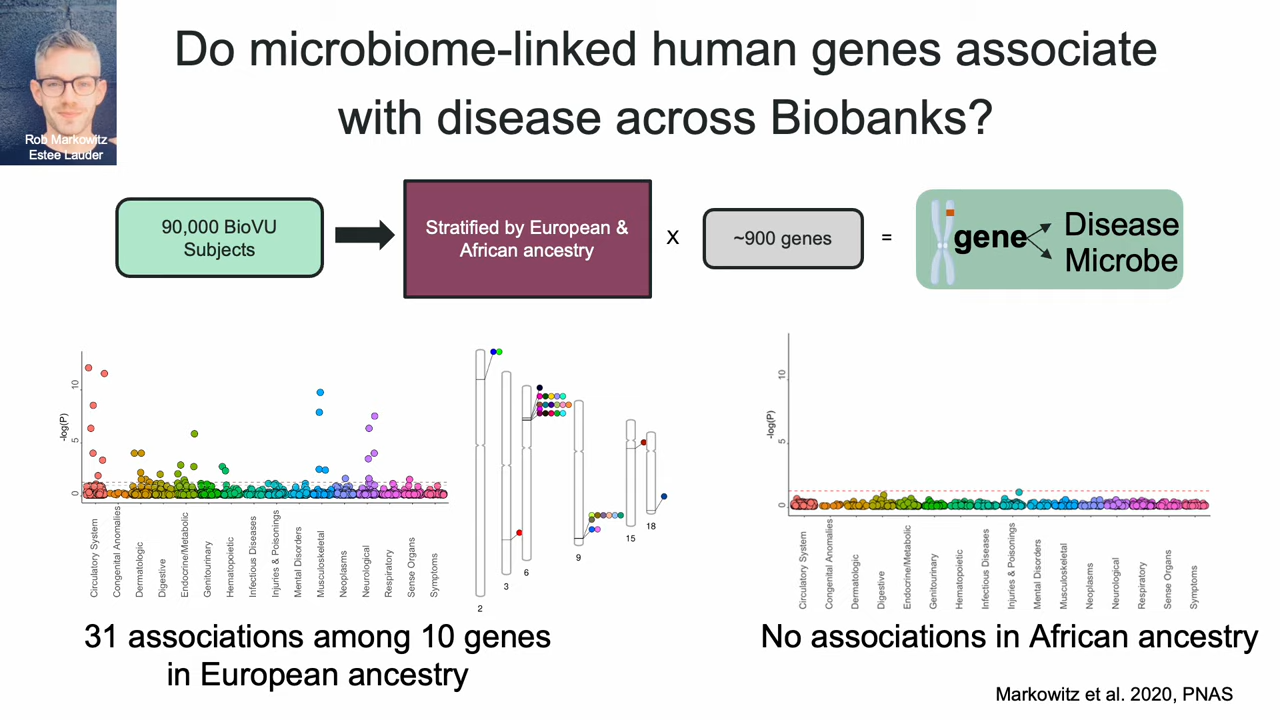 Do microbiome-linked human genes associate
with disease across Biobanks?
Rob Markowitz
Estee Lauder
90,000 BioVU
Subjects
Stratified by European &
African ancestry
X
~900 genes
=
gene
Disease
Microbe
-log(P)
10
5
0
Circulatory System
Congenital Anomalies
Dermatologic
Digestive
Endocrine/Metabolic
Genitourinary
Hematopoietic
Infectious Diseases
Injuries & Poisonings
Mental Disorders
Musculoskeletal
Neoplasms
Neurological
Respiratory
Sense Organs
Symptoms
2
3
6
9
15
18
-log(P)
10
5
0
Circulatory System
Congenital Anomalies
Dermatologic
Digestive
Endocrine/Metabolic
Genitourinary
Hematopoietic
Infectious Diseases
Injuries & Poisonings
Mental Disorders
Musculoskeletal
Neoplasms
Neurological
Respiratory
Sense Organs
Symptoms
31 associations among 10 genes
in European ancestry
No associations in African ancestry
Markowitz et al. 2020, PNAS